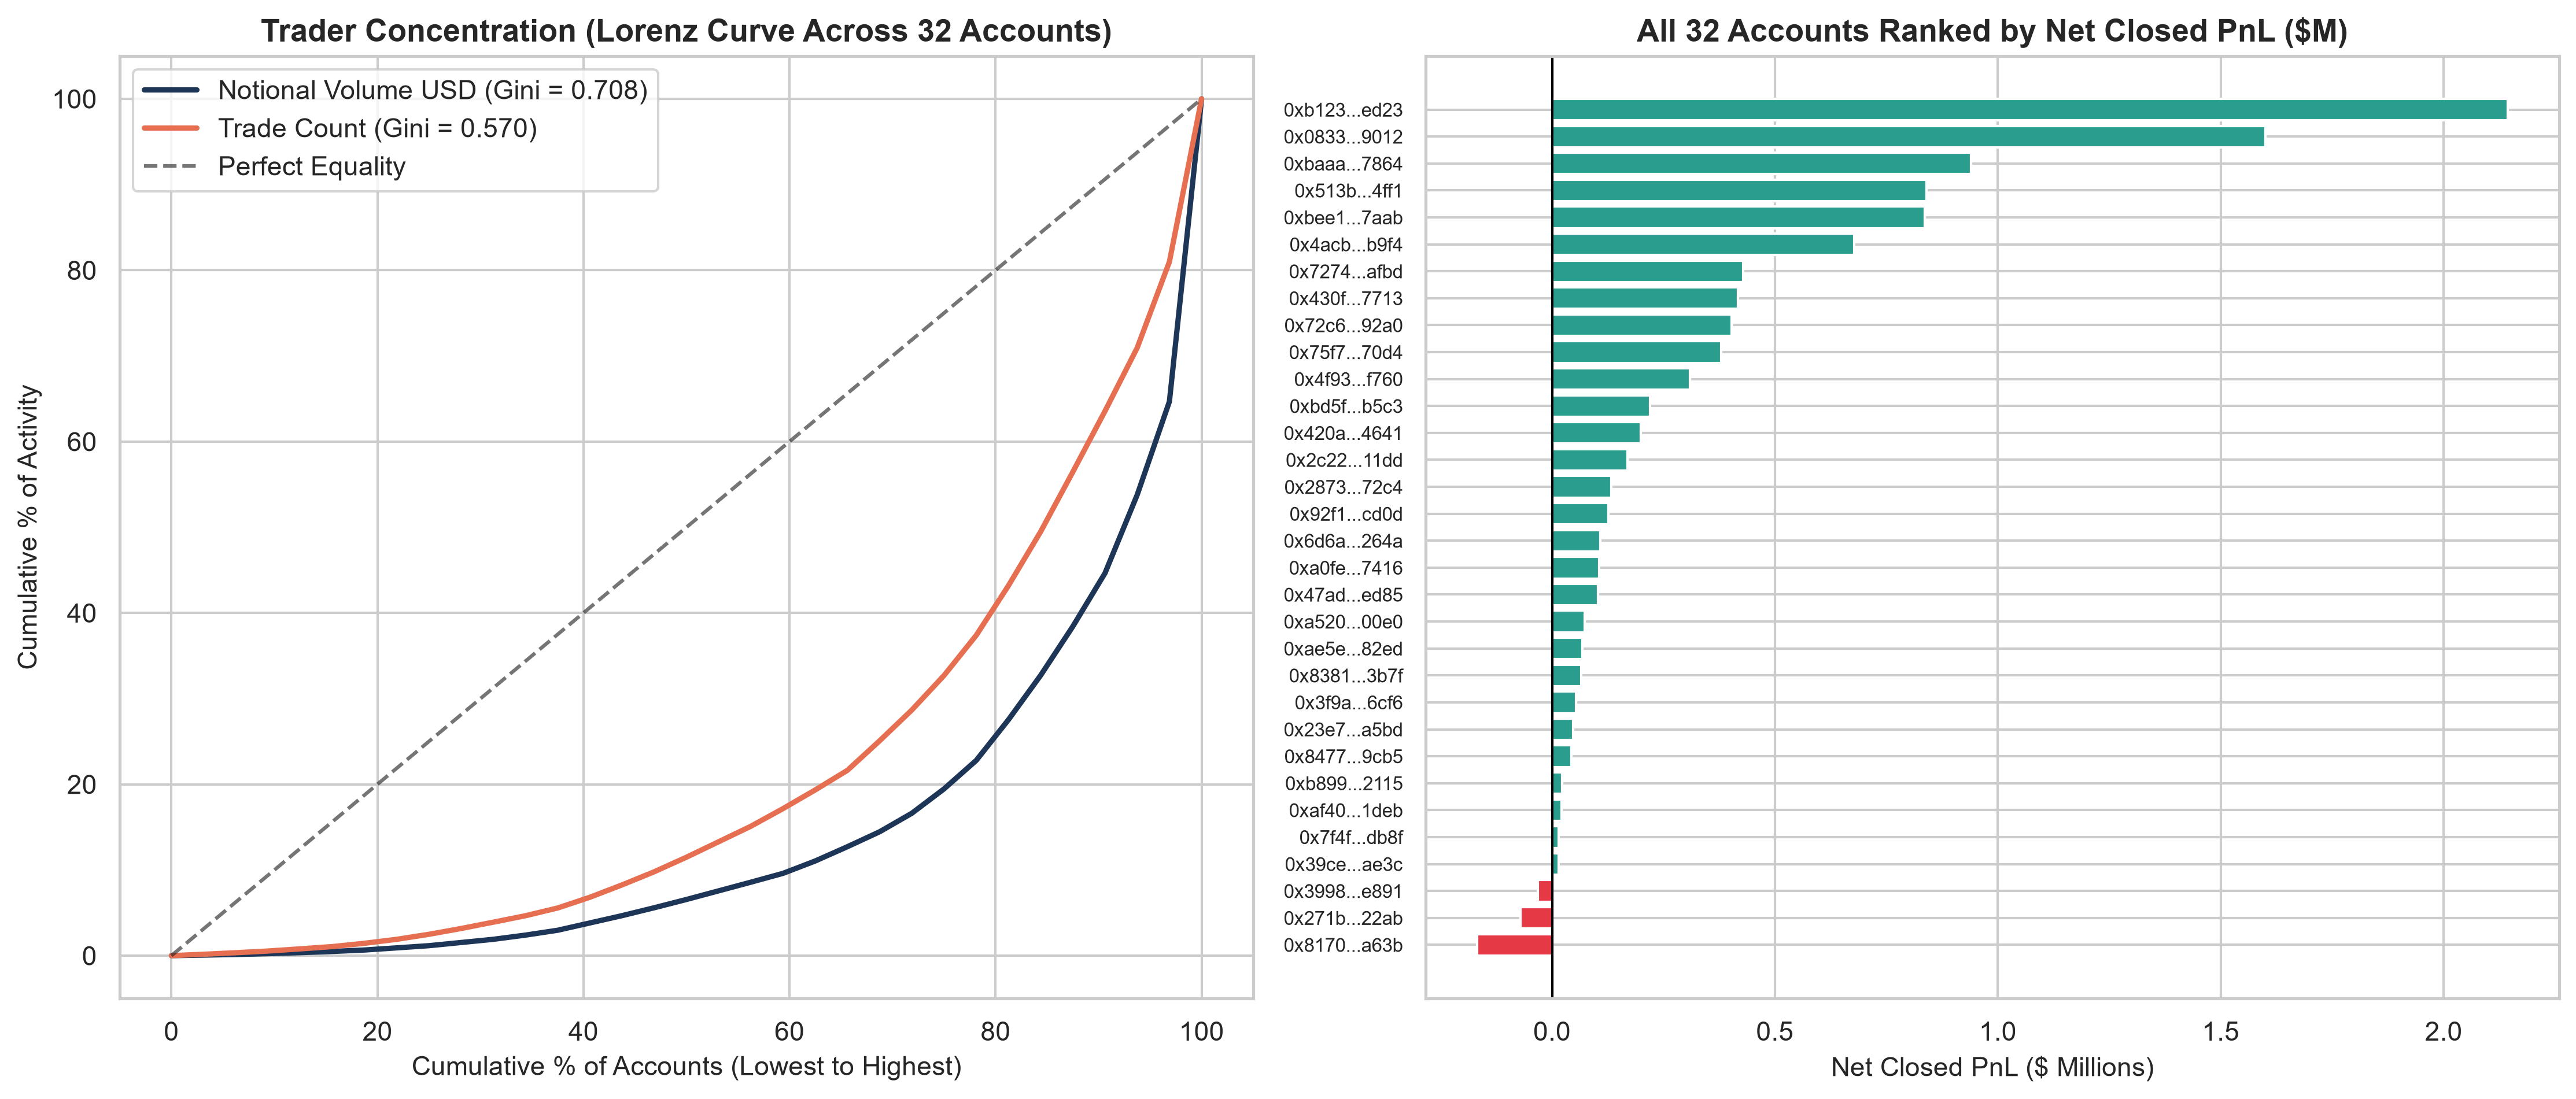 Trader Concentration (Lorenz Curve Across 32 Accounts)
Notional Volume USD (Gini = 0.708)
Trade Count (Gini = 0.570)
Perfect Equality
100
80
60
40
20
0
Cumulative % of Activity
0 20 40 60 80 100
Cumulative % of Accounts (Lowest to Highest)
All 32 Accounts Ranked by Net Closed PnL ($M)
0xb123...ed23
0x0833...9012
0xbaaa...7864
0x513b...4ff1
0xbee1...7aab
0x4acb...b9f4
0x7274...afbd
0x430f...7713
0x72c6...92a0
0x75f7...70d4
0x4f93...f760
0xbd5f...b5c3
0x420a...4641
0x2c22...11dd
0x2873...72c4
0x92f1...cd0d
0x6d6a...264a
0xa0fe...7416
0x47ad...ed85
0xa520...00e0
0xae5e...82ed
0x8381...3b7f
0x3f9a...6cf6
0x23e7...a5bd
0x8477...9cb5
0xb899...2115
0xaf40...1deb
0x7f4f...db8f
0x39ce...ae3c
0x3998...e891
0x271b...22ab
0x8170...a63b
0.0 0.5 1.0 1.5 2.0
Net Closed PnL ($ Millions)